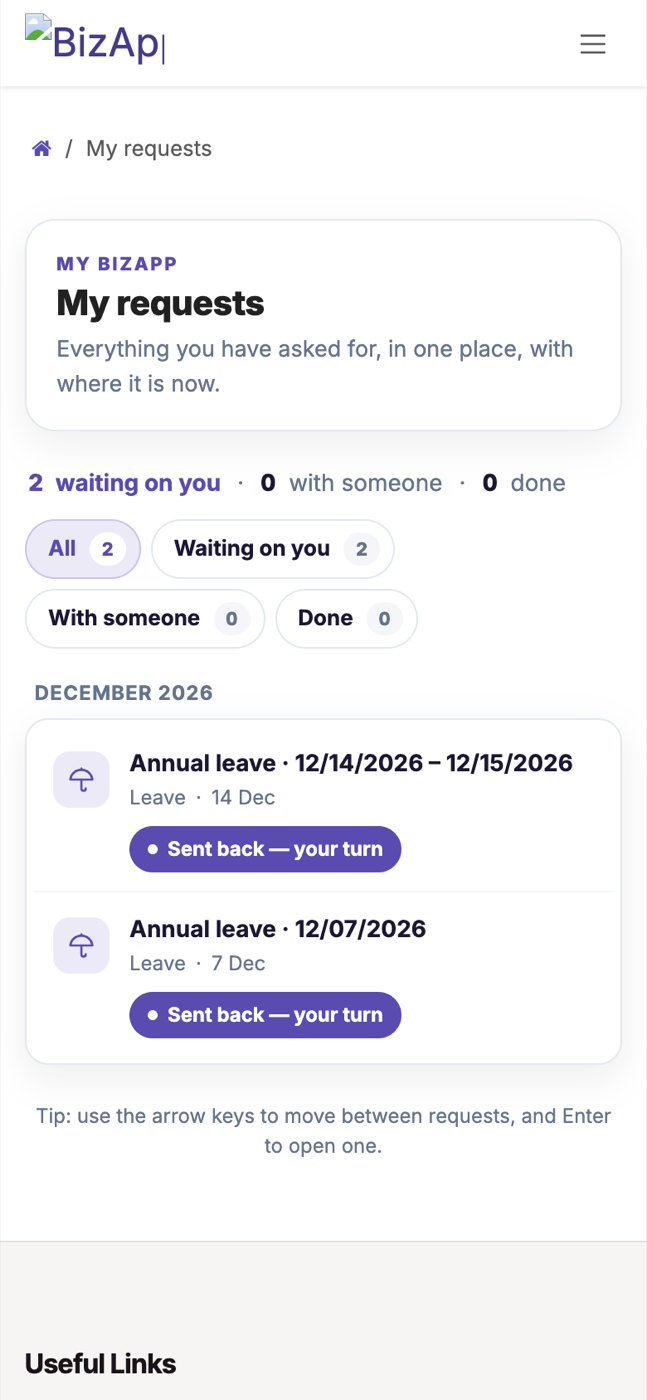 BizAp
/ My requests
MY BIZAPP
My requests
Everything you have asked for, in one place, with
where it is now.
2 waiting on you · 0 with someone · 0 done
All 2 Waiting on you 2
With someone 0 Done 0
DECEMBER 2026
Annual leave · 12/14/2026 – 12/15/2026
Leave · 14 Dec
Sent back — your turn
Annual leave · 12/07/2026
Leave · 7 Dec
Sent back — your turn
Tip: use the arrow keys to move between requests, and Enter
to open one.
Useful Links